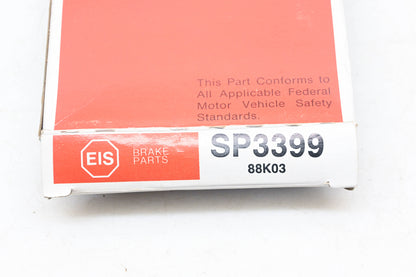 This Part Conforms to
All Applicable Federal
Motor Vehicle Safety
Standards.
EIS
BRAKE
PARTS
SP3399
88K03